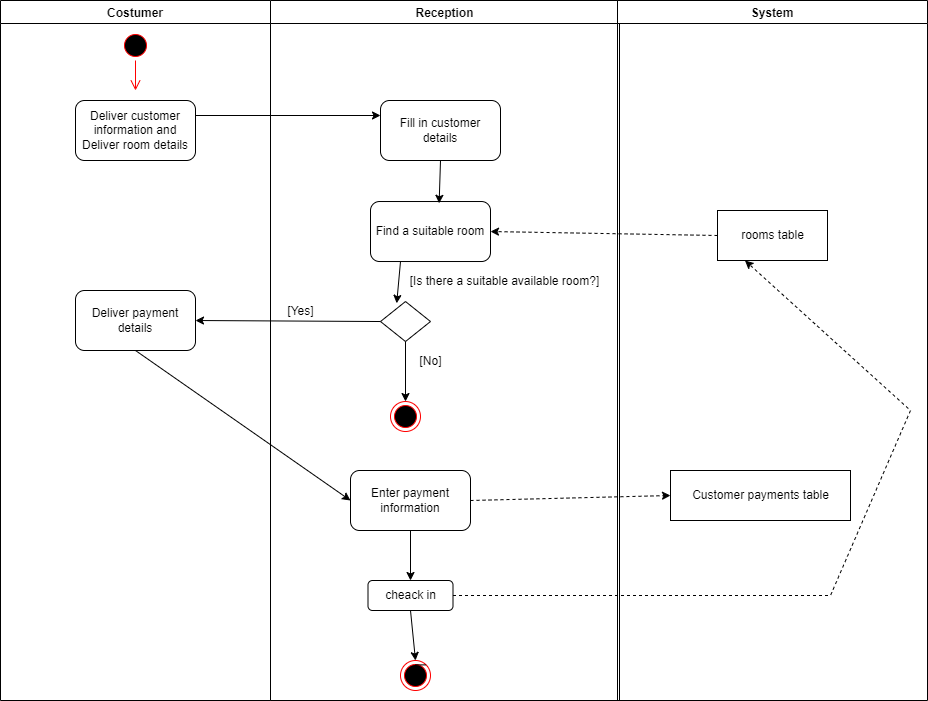 Costumer
Reception
System
Deliver customer
information and
Deliver room details
Fill in customer
details
Find a suitable room
rooms table
[Is there a suitable available room?]
Deliver payment
details
[Yes]
[No]
Enter payment
information
Customer payments table
cheack in